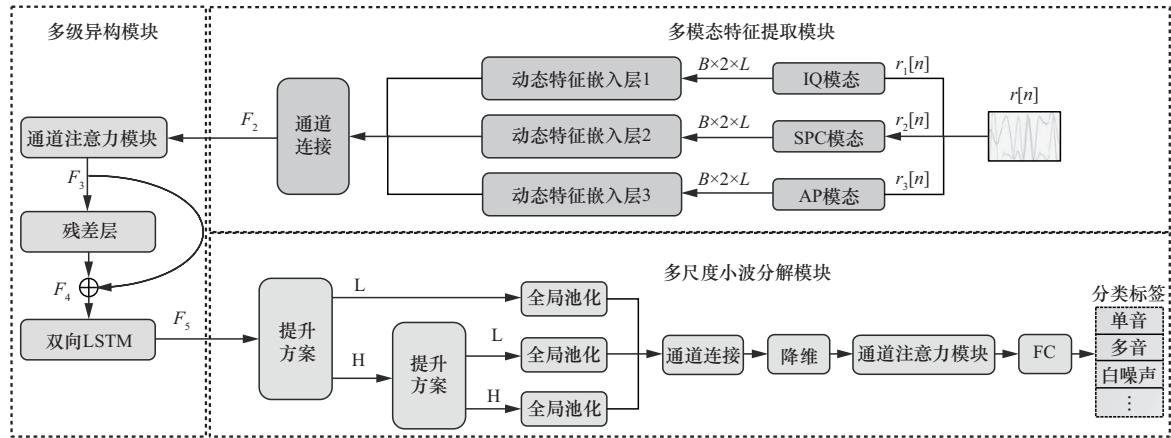 多级异构模块
通道注意力模块
F₃
残差层
F₄
双向LSTM
F₅
多模态特征提取模块
r[n]
r₁[n]
IQ模态
B×2×L
动态特征嵌入层1
r₂[n]
SPC模态
B×2×L
动态特征嵌入层2
r₃[n]
AP模态
B×2×L
动态特征嵌入层3
通道
连接
F₂
多尺度小波分解模块
提升
方案
L
全局池化
H
提升
方案
L
全局池化
H
全局池化
通道连接
降维
通道注意力模块
FC
分类标签
单音
多音
白噪声
⋮